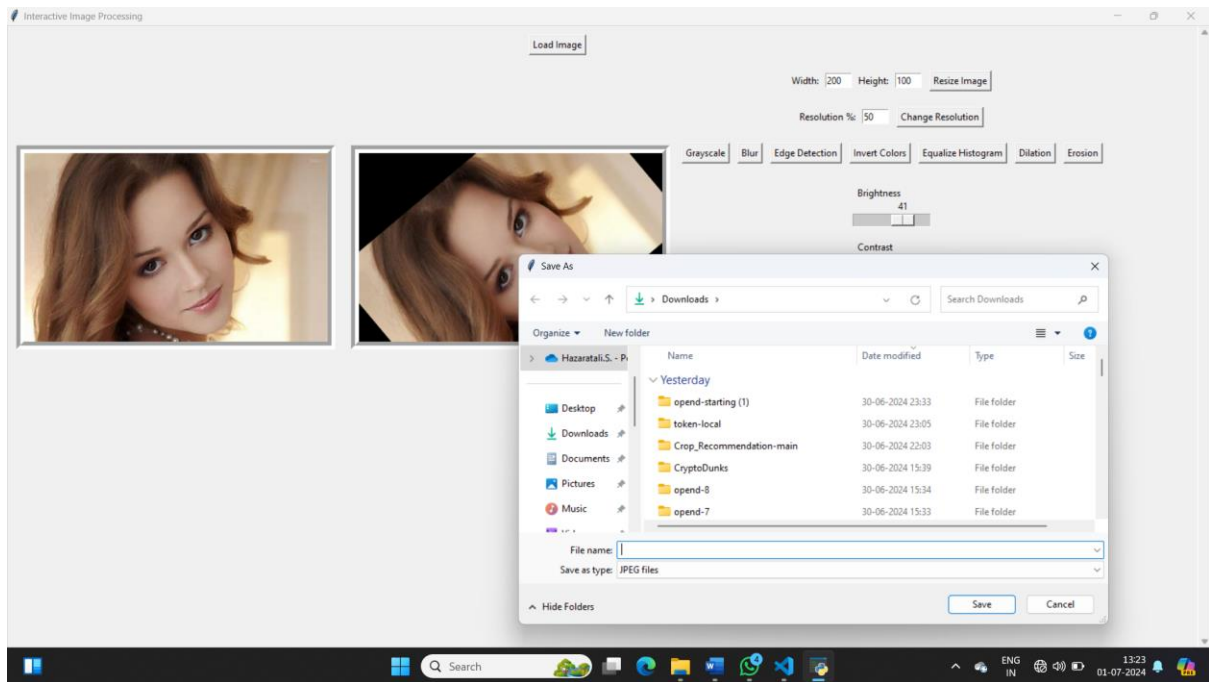 Interactive Image Processing
Load Image
Width: 200 Height: 100 Resize Image
Resolution %: 50 Change Resolution
Grayscale Blur Edge Detection Invert Colors Equalize Histogram Dilation Erosion
Brightness
41
Contrast
Save As
Downloads
Search Downloads
Organize New folder
Hazaratali.S. - P
Desktop
Downloads
Documents
Pictures
Music
Name Date modified Type Size
Yesterday
opend-starting (1) 30-06-2024 23:33 File folder
token-local 30-06-2024 23:05 File folder
Crop_Recommendation-main 30-06-2024 22:03 File folder
CryptoDunks 30-06-2024 15:39 File folder
opend-8 30-06-2024 15:34 File folder
opend-7 30-06-2024 15:33 File folder
File name:
Save as type: JPEG files
Hide Folders Save Cancel
Search
ENG
IN
13:23
01-07-2024